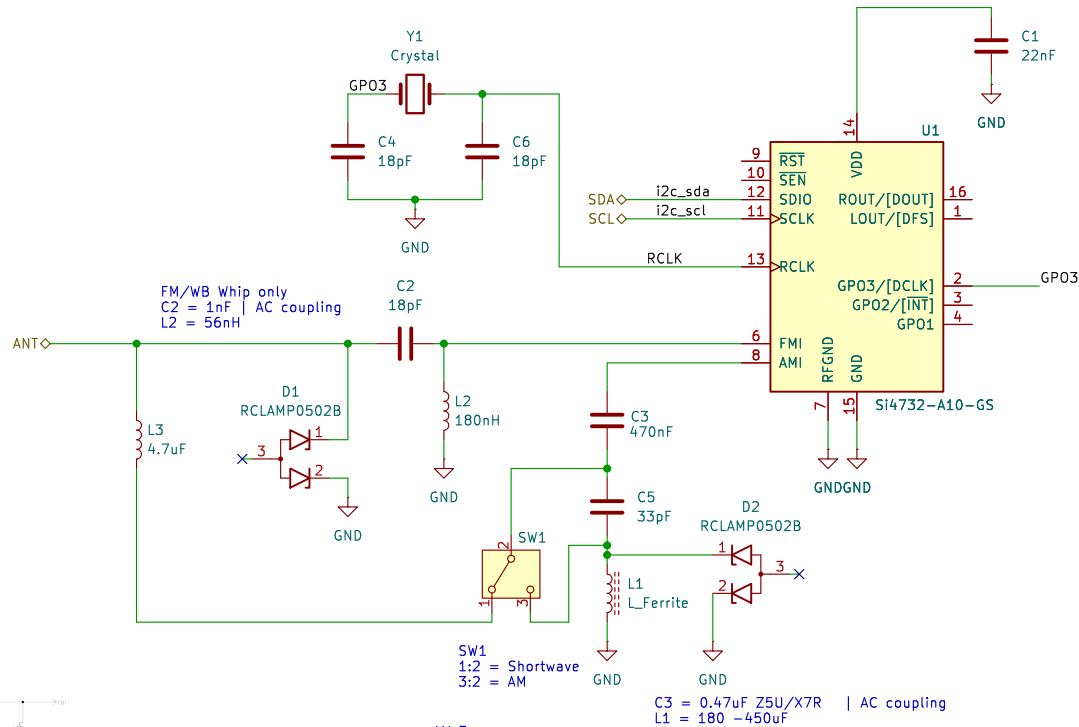 Y1
Crystal
GPO3
C4
18pF
C6
18pF
GND
C1
22nF
GND
U1
14
VDD
9
RST
10
SEN
SDA
i2c_sda
12
SDIO
SCL
i2c_scl
11
SCLK
RCLK
13
RCLK
ROUT/[DOUT]
16
LOUT/[DFS]
1
GPO3/[DCLK]
2
GPO3
GPO2/[INT]
3
GPO1
4
6
FMI
8
AMI
RFGND
GND
7
15
Si4732-A10-GS
GNDGND
FM/WB Whip only
C2 = 1nF | AC coupling
L2 = 56nH
C2
18pF
ANT
D1
RCLAMP0502B
1
3
2
GND
L3
4.7uF
L2
180nH
GND
C3
470nF
C5
33pF
D2
RCLAMP0502B
1
3
2
GND
SW1
2
1
3
L1
L_Ferrite
GND
SW1
1:2 = Shortwave
3:2 = AM
C3 = 0.47uF Z5U/X7R | AC coupling
L1 = 180 -450uF